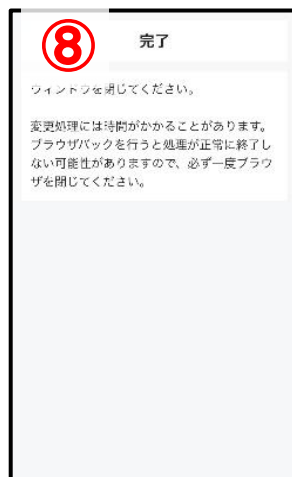 ⑧
完了
ウィンドウを閉じてください。
変更処理には時間がかかることがあります。
ブラウザバックを行うと処理が正常に終了し
ない可能性がありますので、必ず一度ブラウ
ザを閉じてください。